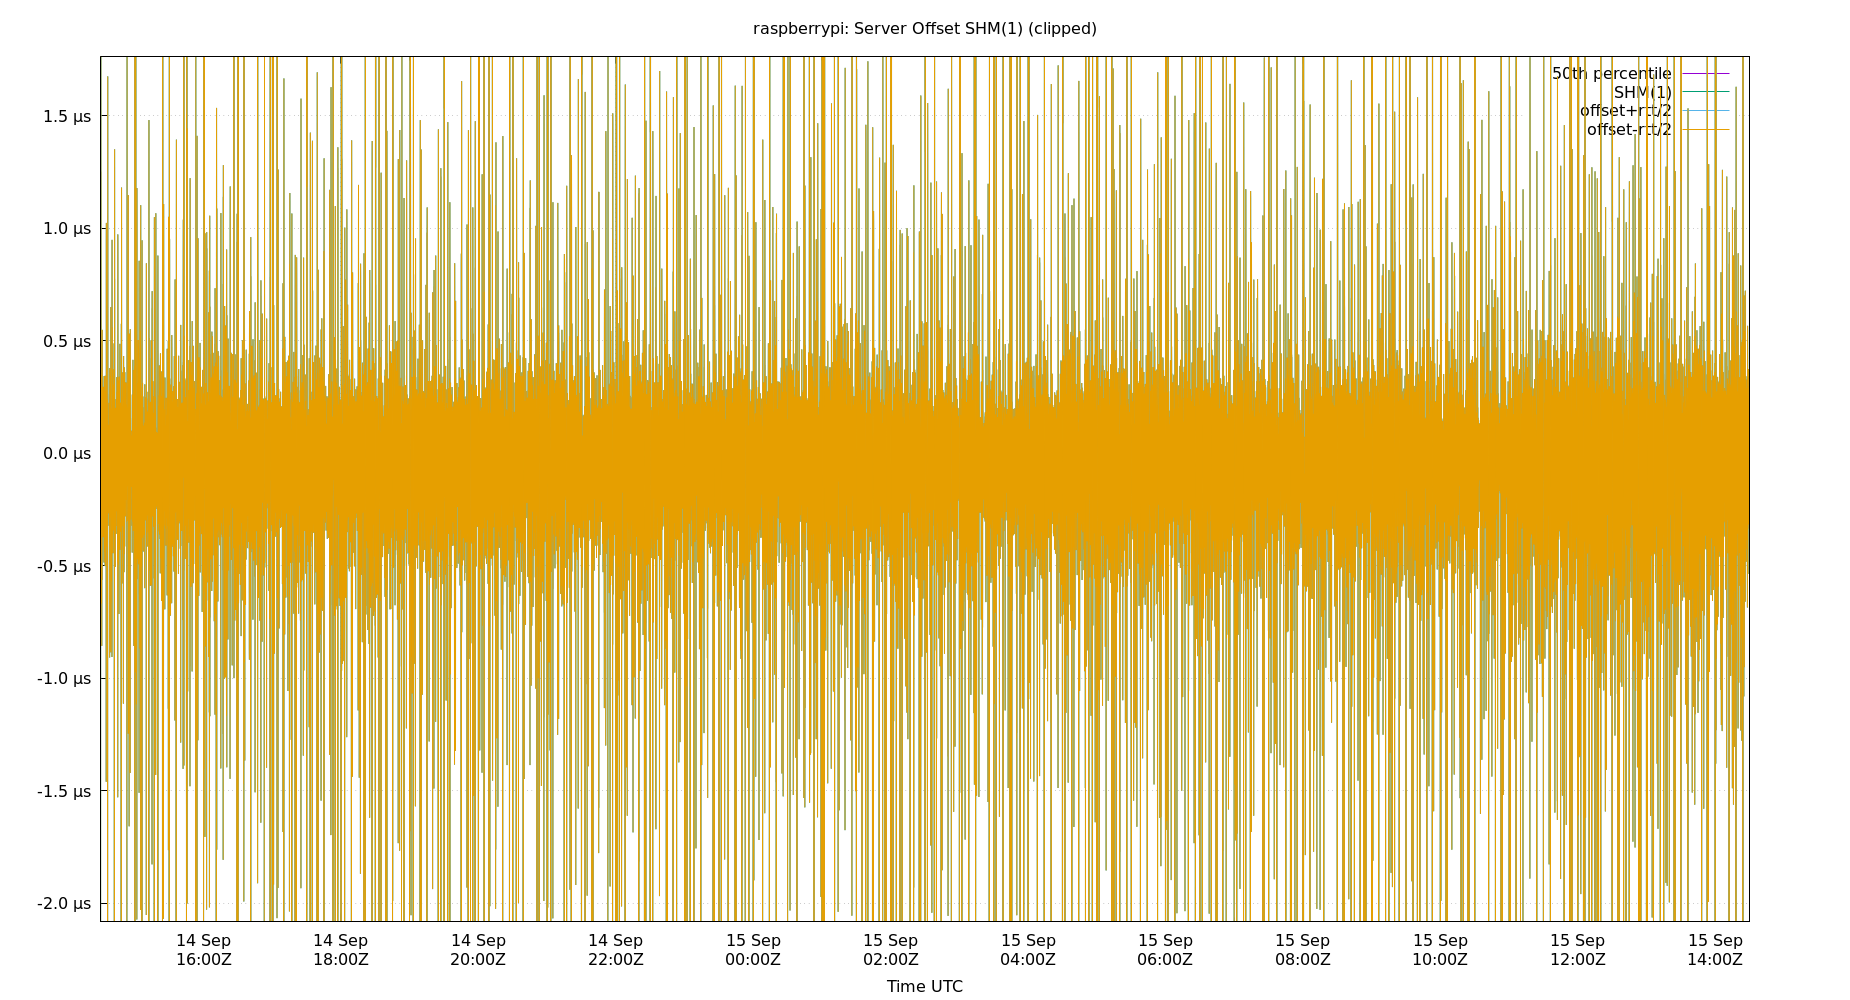 raspberrypi: Server Offset SHM(1) (clipped)
50th percentile
SHM(1)
offset+rtt/2
offset-rtt/2
1.5 µs
1.0 µs
0.5 µs
0.0 µs
-0.5 µs
-1.0 µs
-1.5 µs
-2.0 µs
14 Sep 14 Sep 14 Sep 14 Sep 15 Sep 15 Sep 15 Sep 15 Sep 15 Sep 15 Sep 15 Sep 15 Sep
16:00Z 18:00Z 20:00Z 22:00Z 00:00Z 02:00Z 04:00Z 06:00Z 08:00Z 10:00Z 12:00Z 14:00Z
Time UTC